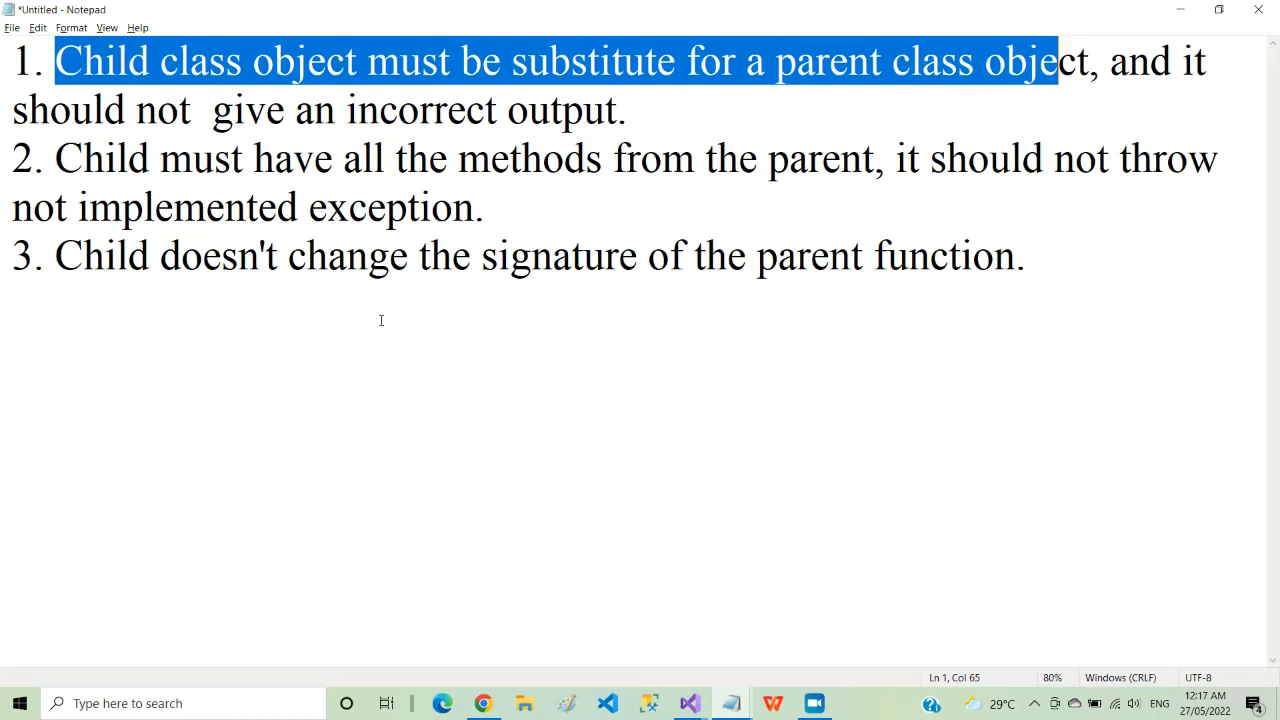 *Untitled - Notepad
File Edit Format View Help
1. Child class object must be substitute for a parent class object, and it
should not  give an incorrect output.
2. Child must have all the methods from the parent, it should not throw
not implemented exception.
3. Child doesn't change the signature of the parent function.
Ln 1, Col 65 80% Windows (CRLF) UTF-8
Type here to search
29°C ENG
12:17 AM
27/05/2022
4